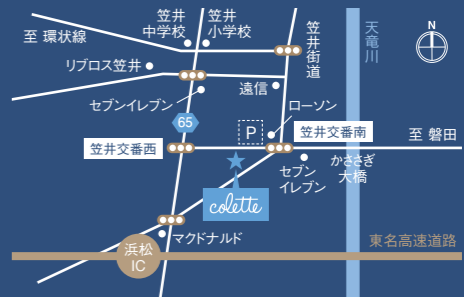 笠井
中学校
笠井
小学校
笠井街道
天竜川
N
至 環状線
リブロス笠井
遠信
セブンイレブン
ローソン
65
P
笠井交番南
至 磐田
笠井交番西
セブン
イレブン
かささぎ
大橋
colette
マクドナルド
東名高速道路
浜松
IC